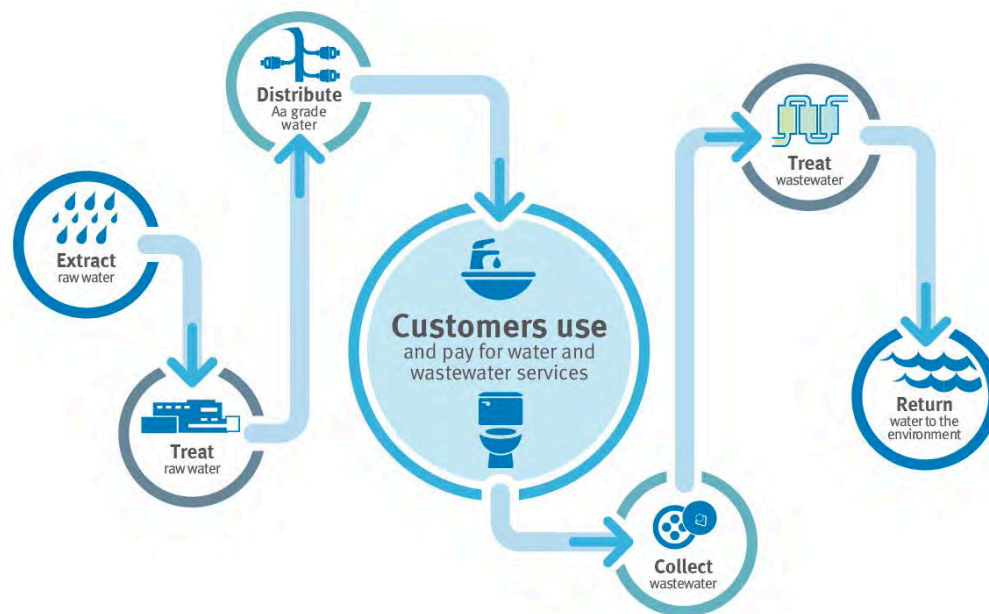 Extract
raw water
Treat
raw water
Distribute
Aa grade
water
Customers use
and pay for water and
wastewater services
Collect
wastewater
Treat
wastewater
Return
water to the
environment